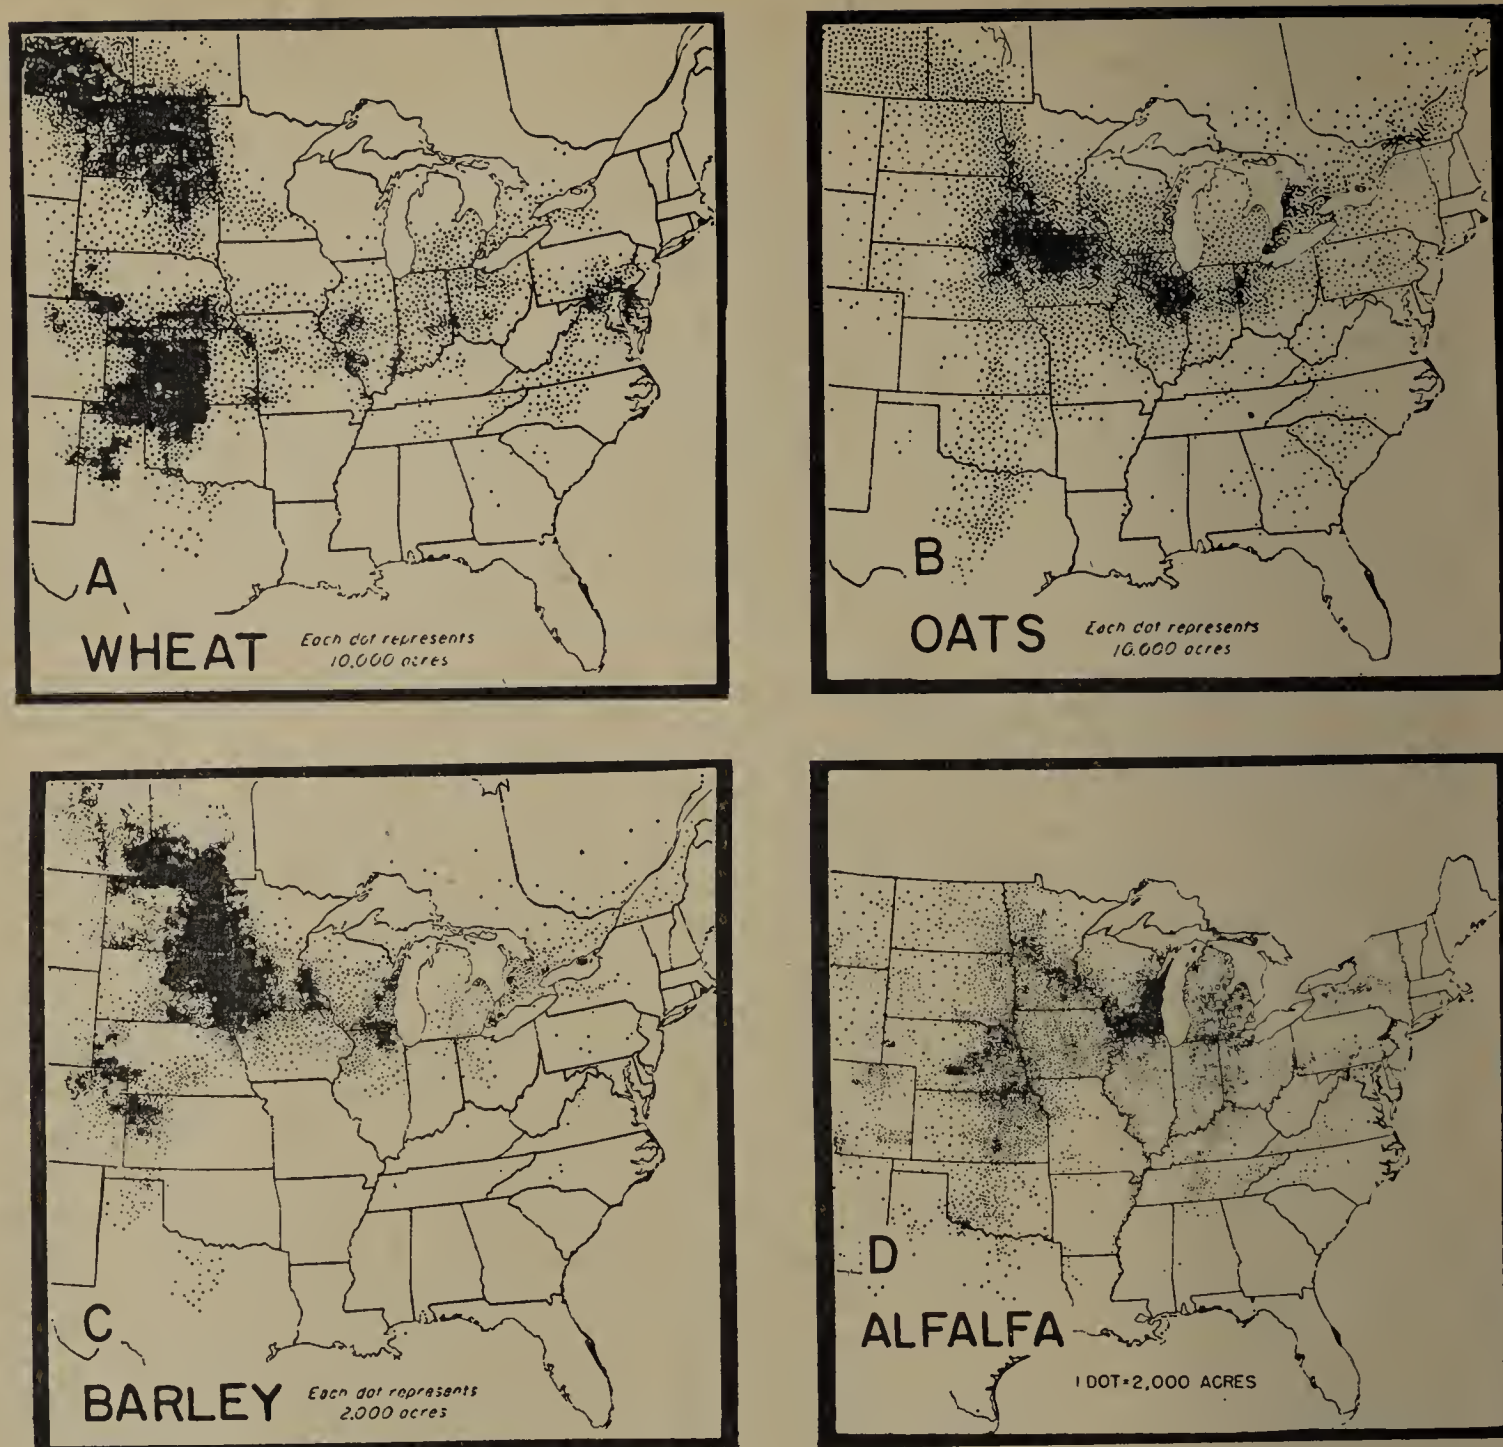 A
WHEAT
Each dot represents
10,000 acres
B
OATS
Each dot represents
10,000 acres
C
BARLEY
Each dot represents
2,000 acres
D
ALFALFA
1 DOT=2,000 ACRES